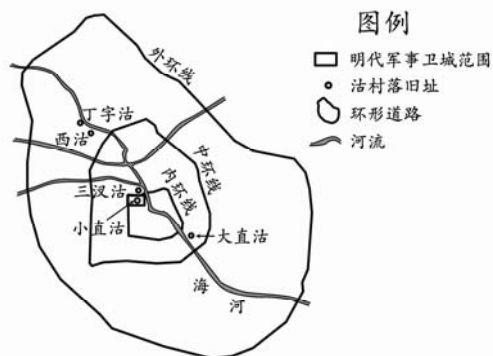 图例
明代军事卫城范围
沽村落旧址
环形道路
河流
外环线
丁字沽
西沽
中环线
内环线
三汊沽
小直沽
大直沽
海河